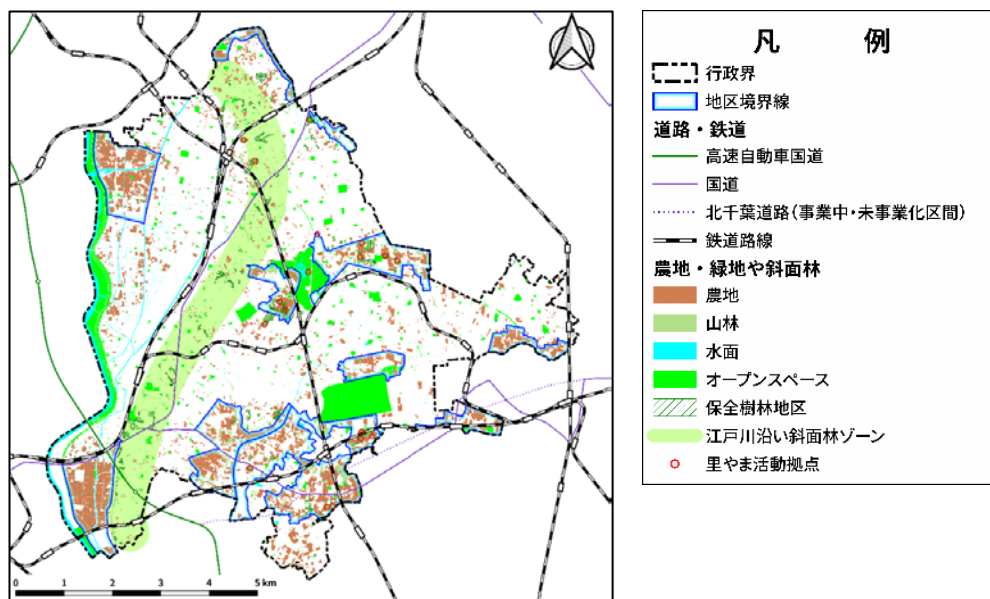 凡 例
行政界
地区境界線
道路・鉄道
高速自動車国道
国道
北千葉道路(事業中・未事業化区間)
鉄道路線
農地・緑地や斜面林
農地
山林
水面
オープンスペース
保全樹林地区
江戸川沿い斜面林ゾーン
里やま活動拠点
0 1 2 3 4 5 km